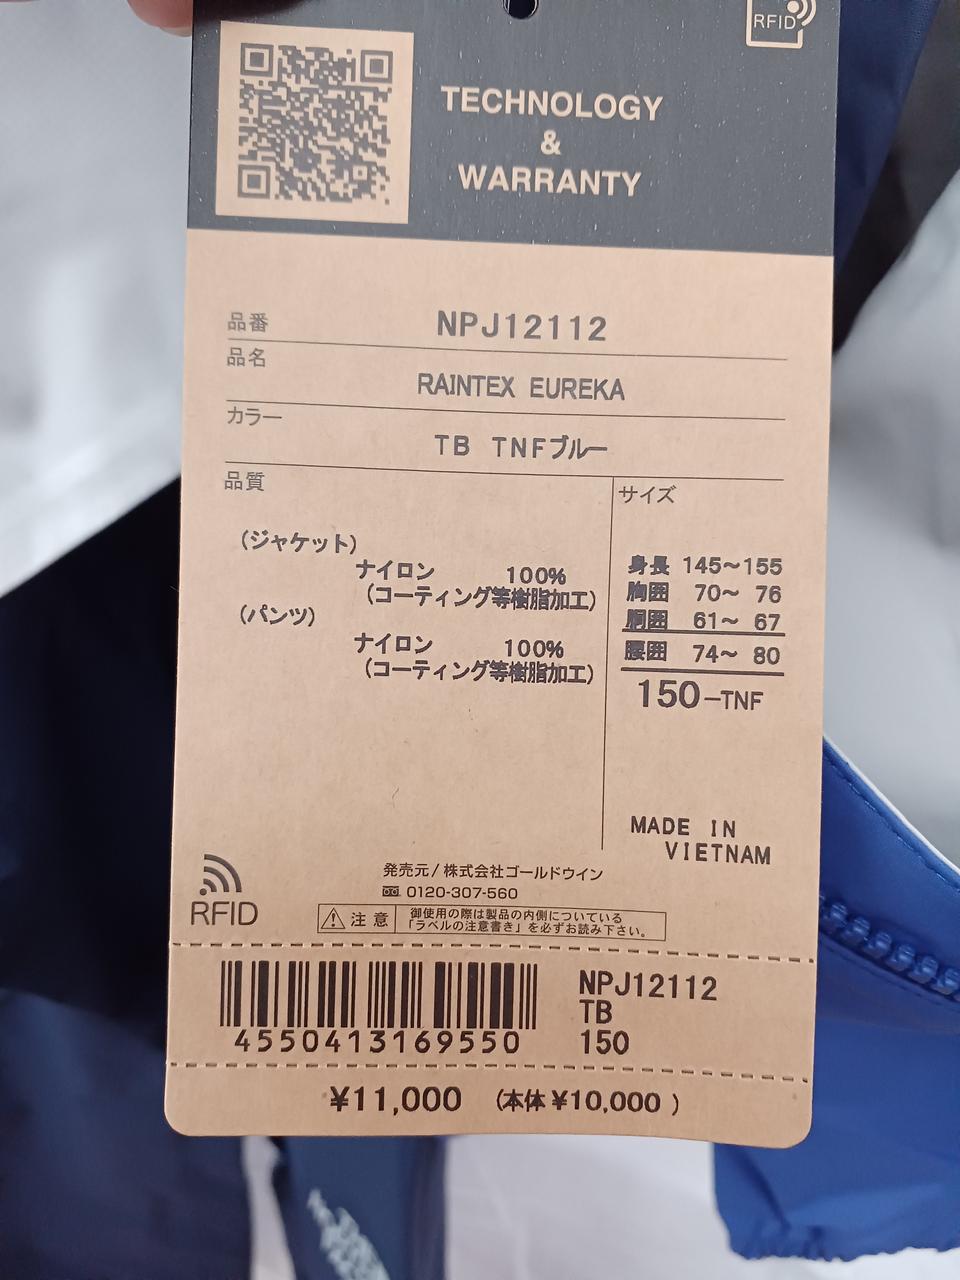 RFID
TECHNOLOGY
&
WARRANTY
品番 NPJ12112
品名
RAINTEX EUREKA
カラー
TB TNFブルー
品質
サイズ
(ジャケット)
ナイロン 100%
(コーティング等樹脂加工)
(パンツ)
ナイロン 100%
(コーティング等樹脂加工)
身長 145～155
胸囲 70～ 76
胴囲 61～ 67
腰囲 74～ 80
150-TNF
MADE IN
VIETNAM
発売元/株式会社ゴールドウイン
0120-307-560
RFID
注意
御使用の際は製品の内側についている
「ラベルの注意書き」を必ずお読み下さい。
4550413169550
NPJ12112
TB
150
¥11,000 (本体¥10,000 )